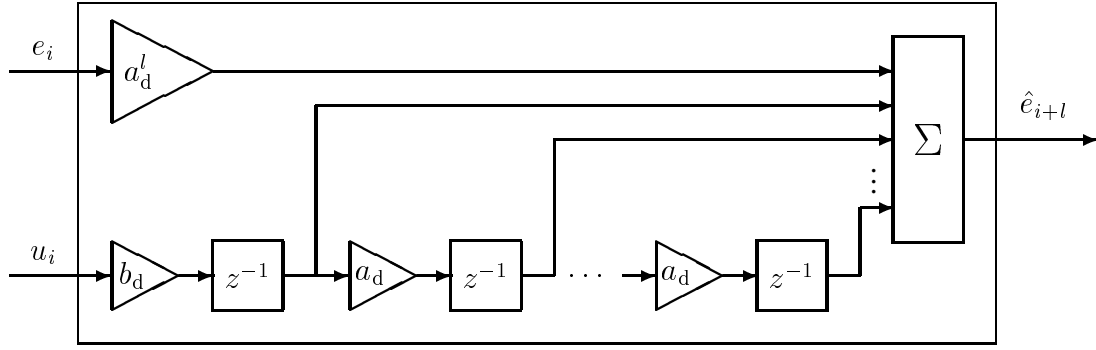 e_i
a_d^l
ê_{i+l}
Σ
⋮
u_i
b_d
z^{-1}
a_d
z^{-1}
⋯
a_d
z^{-1}